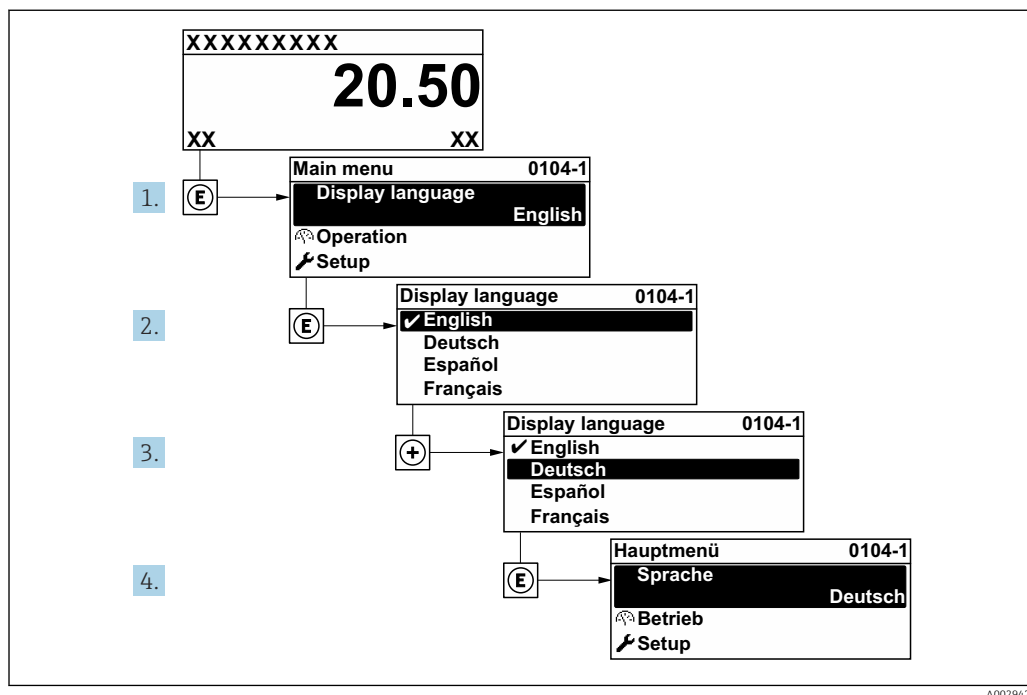 XXXXXXXXX
20.50
XX XX
1.
E
Main menu 0104-1
Display language
English
Operation
Setup
2.
E
Display language 0104-1
✔ English
Deutsch
Español
Français
3.
+
Display language 0104-1
✔ English
Deutsch
Español
Français
4.
E
Hauptmenü 0104-1
Sprache
Deutsch
Betrieb
Setup